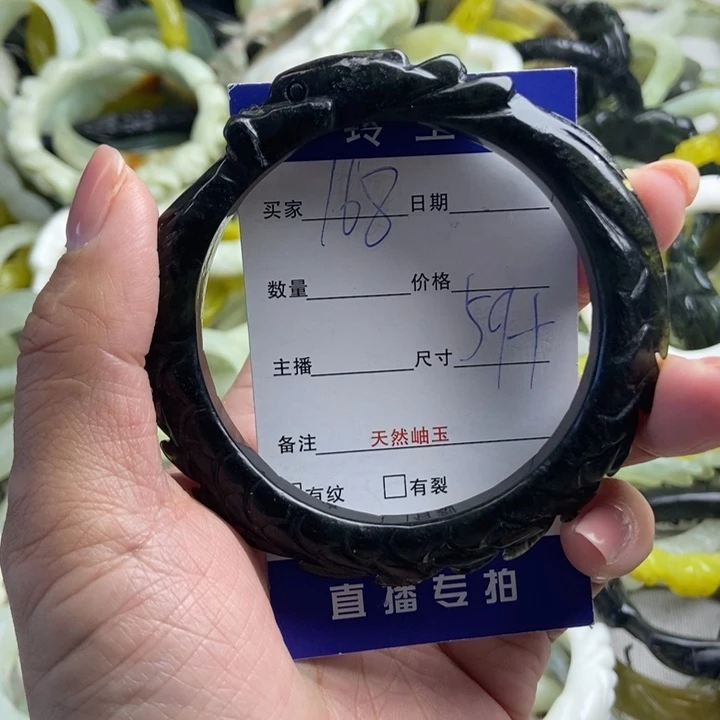 买家 168 日期
数量 价格
主播 尺寸 59+
备注 天然岫玉
有纹 □有裂
直播专拍